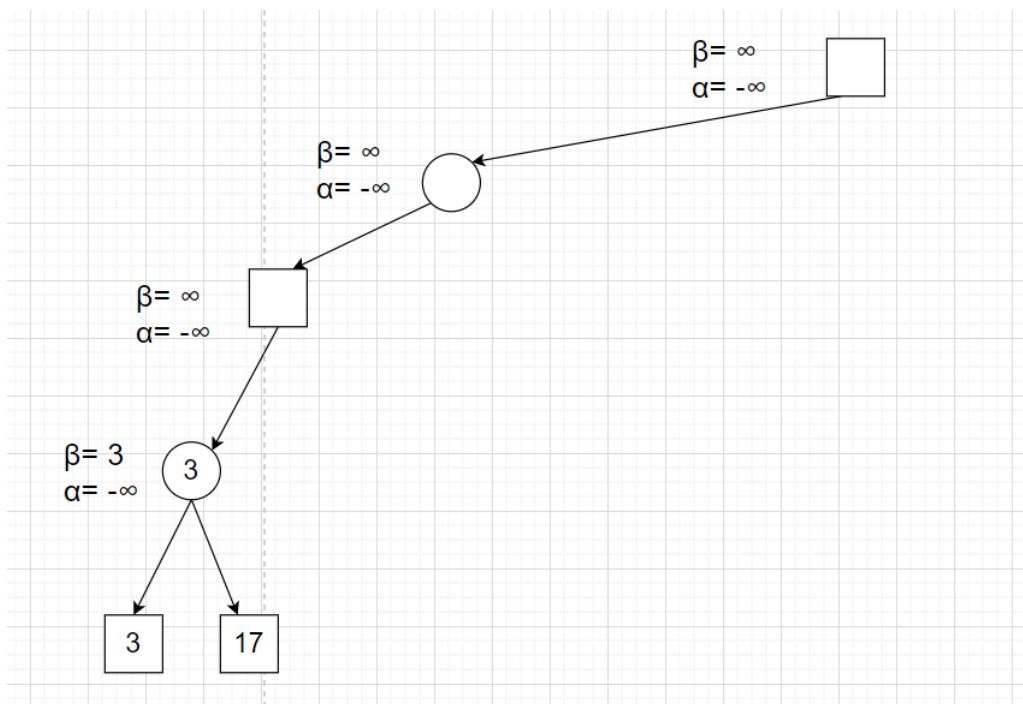 β= ∞
α= -∞
β= ∞
α= -∞
β= ∞
α= -∞
β= 3
α= -∞
3
3
17